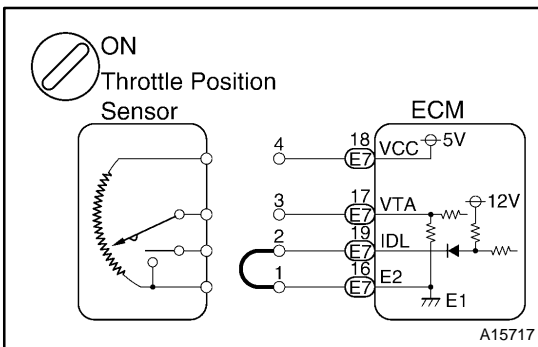 ON
Throttle Position
Sensor
ECM
4
18
E7
VCC
5V
3
17
E7
VTA
12V
2
19
E7
IDL
1
16
E7
E2
E1
A15717